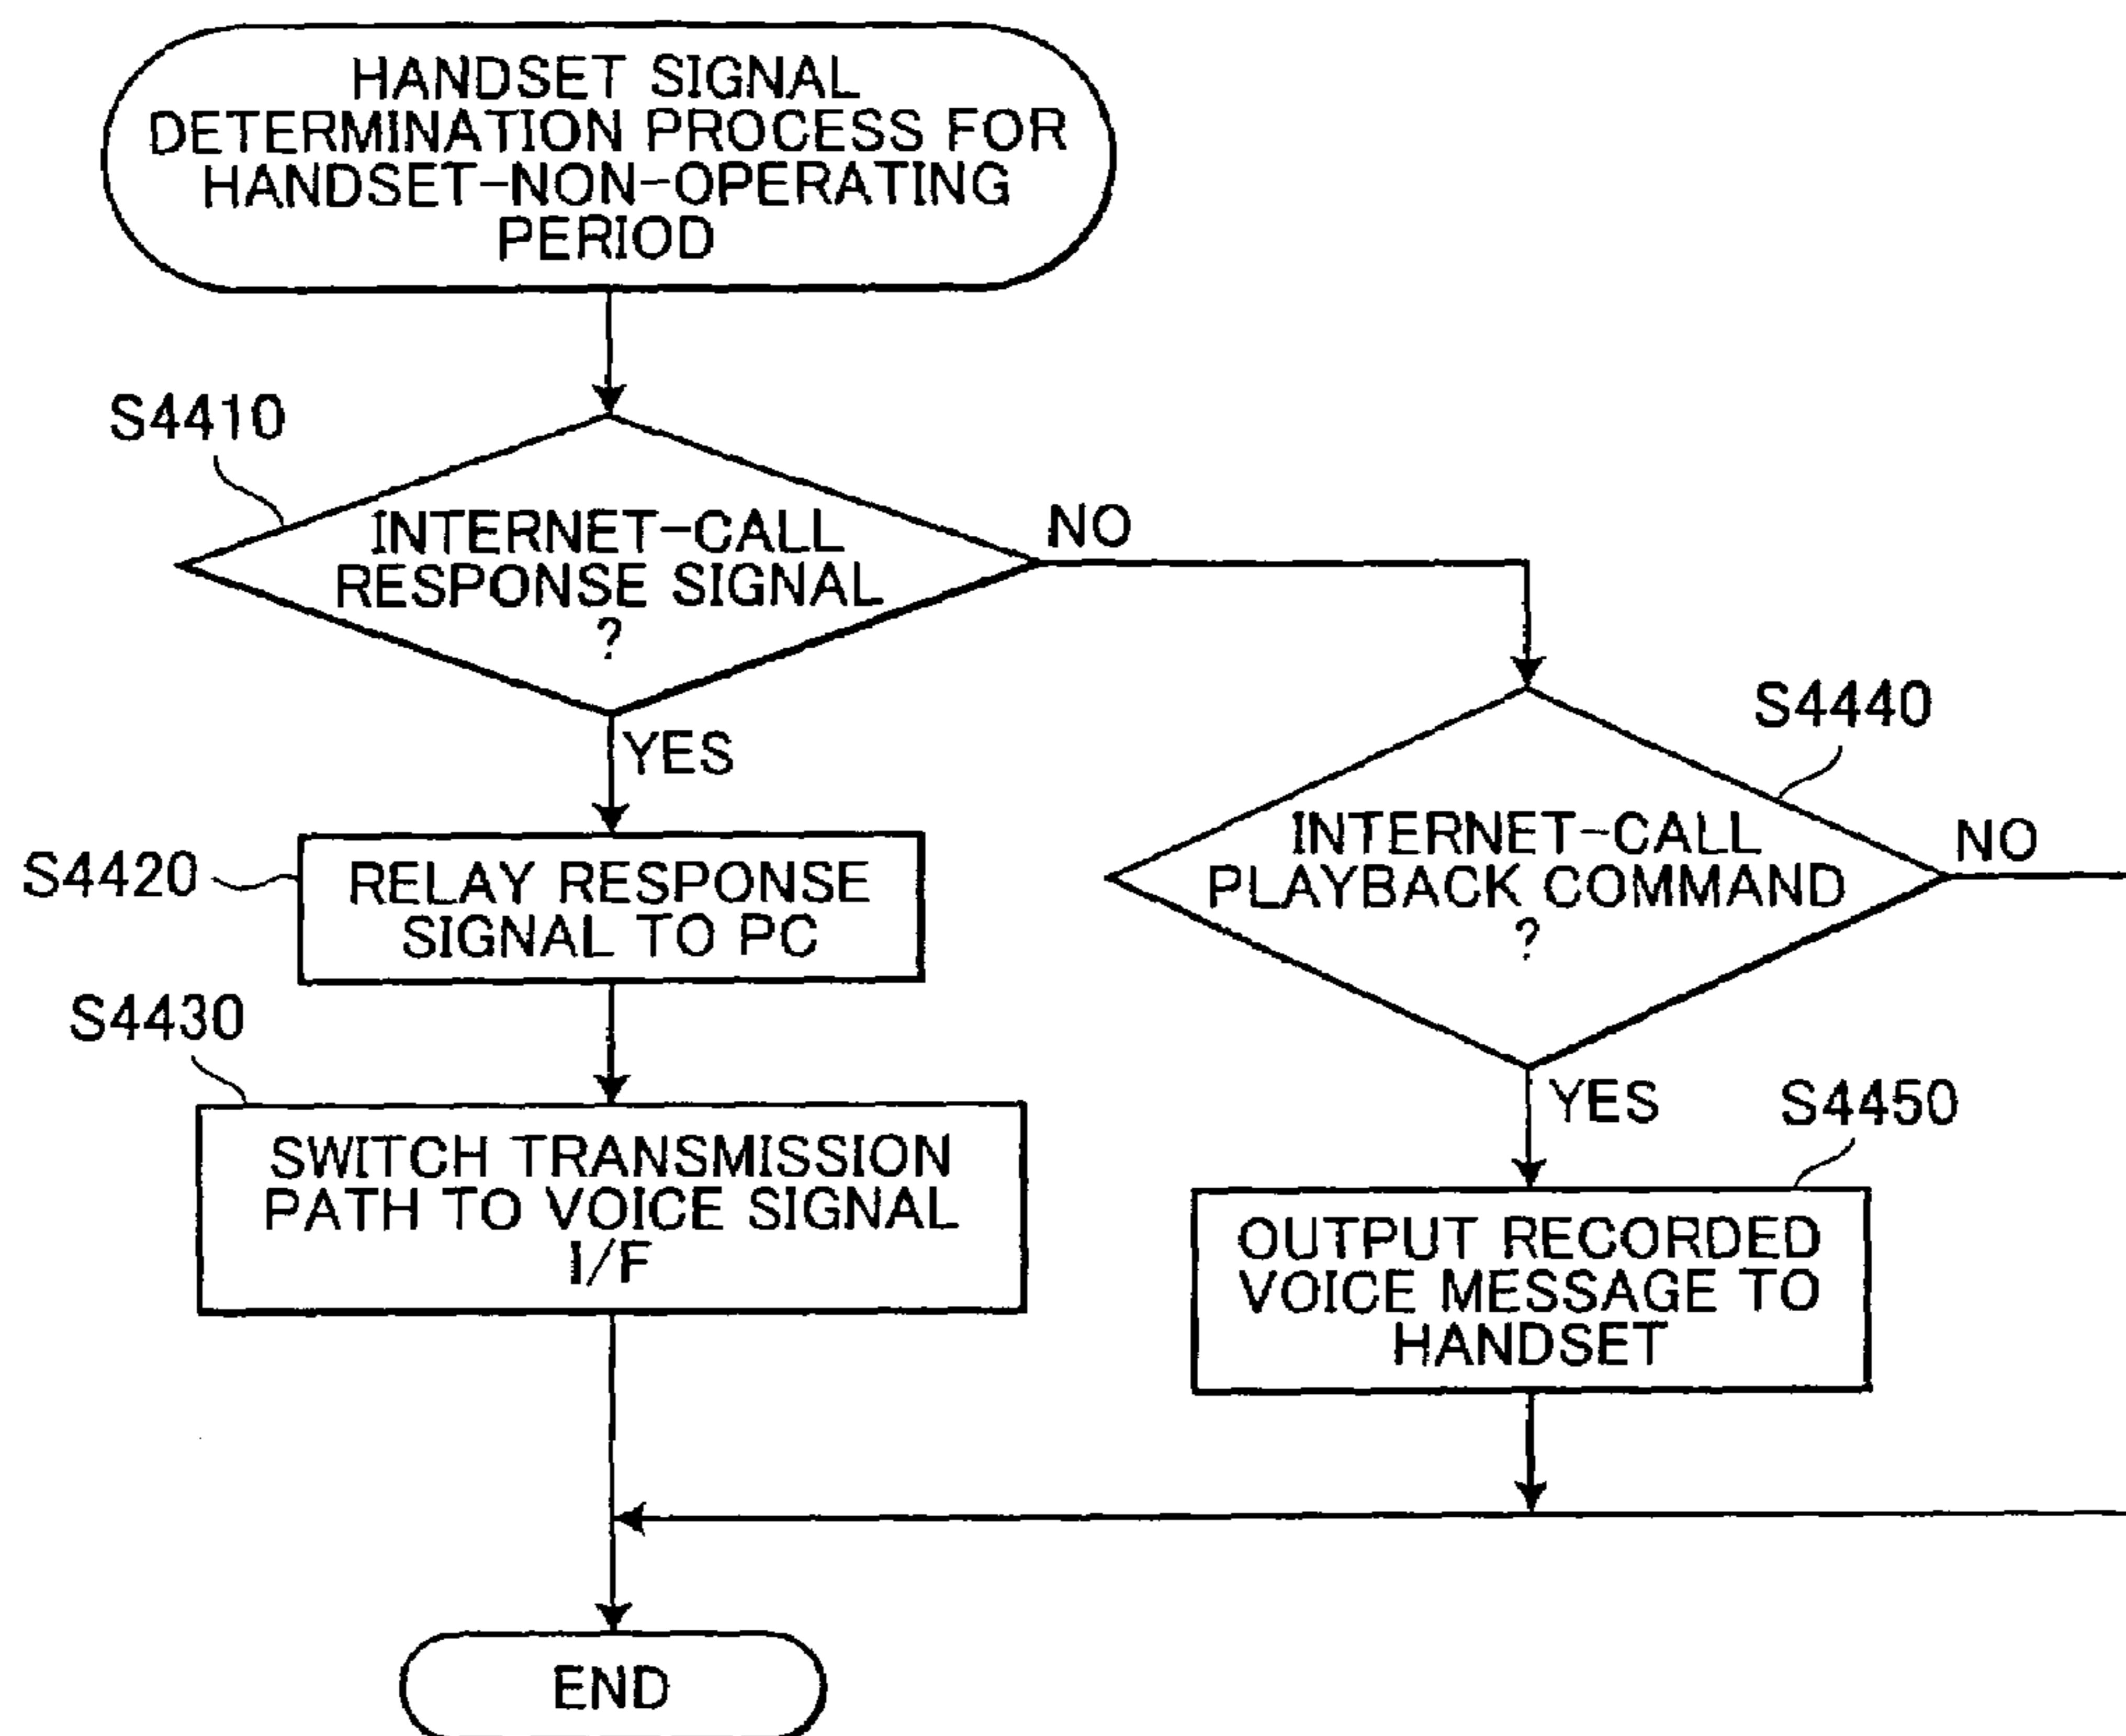 HANDSET SIGNAL
DETERMINATION PROCESS FOR
HANDSET-NON-OPERATING
PERIOD
S4410
INTERNET-CALL
RESPONSE SIGNAL
?
NO
YES
S4420
RELAY RESPONSE
SIGNAL TO PC
S4430
SWITCH TRANSMISSION
PATH TO VOICE SIGNAL
I/F
S4440
INTERNET-CALL
PLAYBACK COMMAND
?
NO
YES
S4450
OUTPUT RECORDED
VOICE MESSAGE TO
HANDSET
END